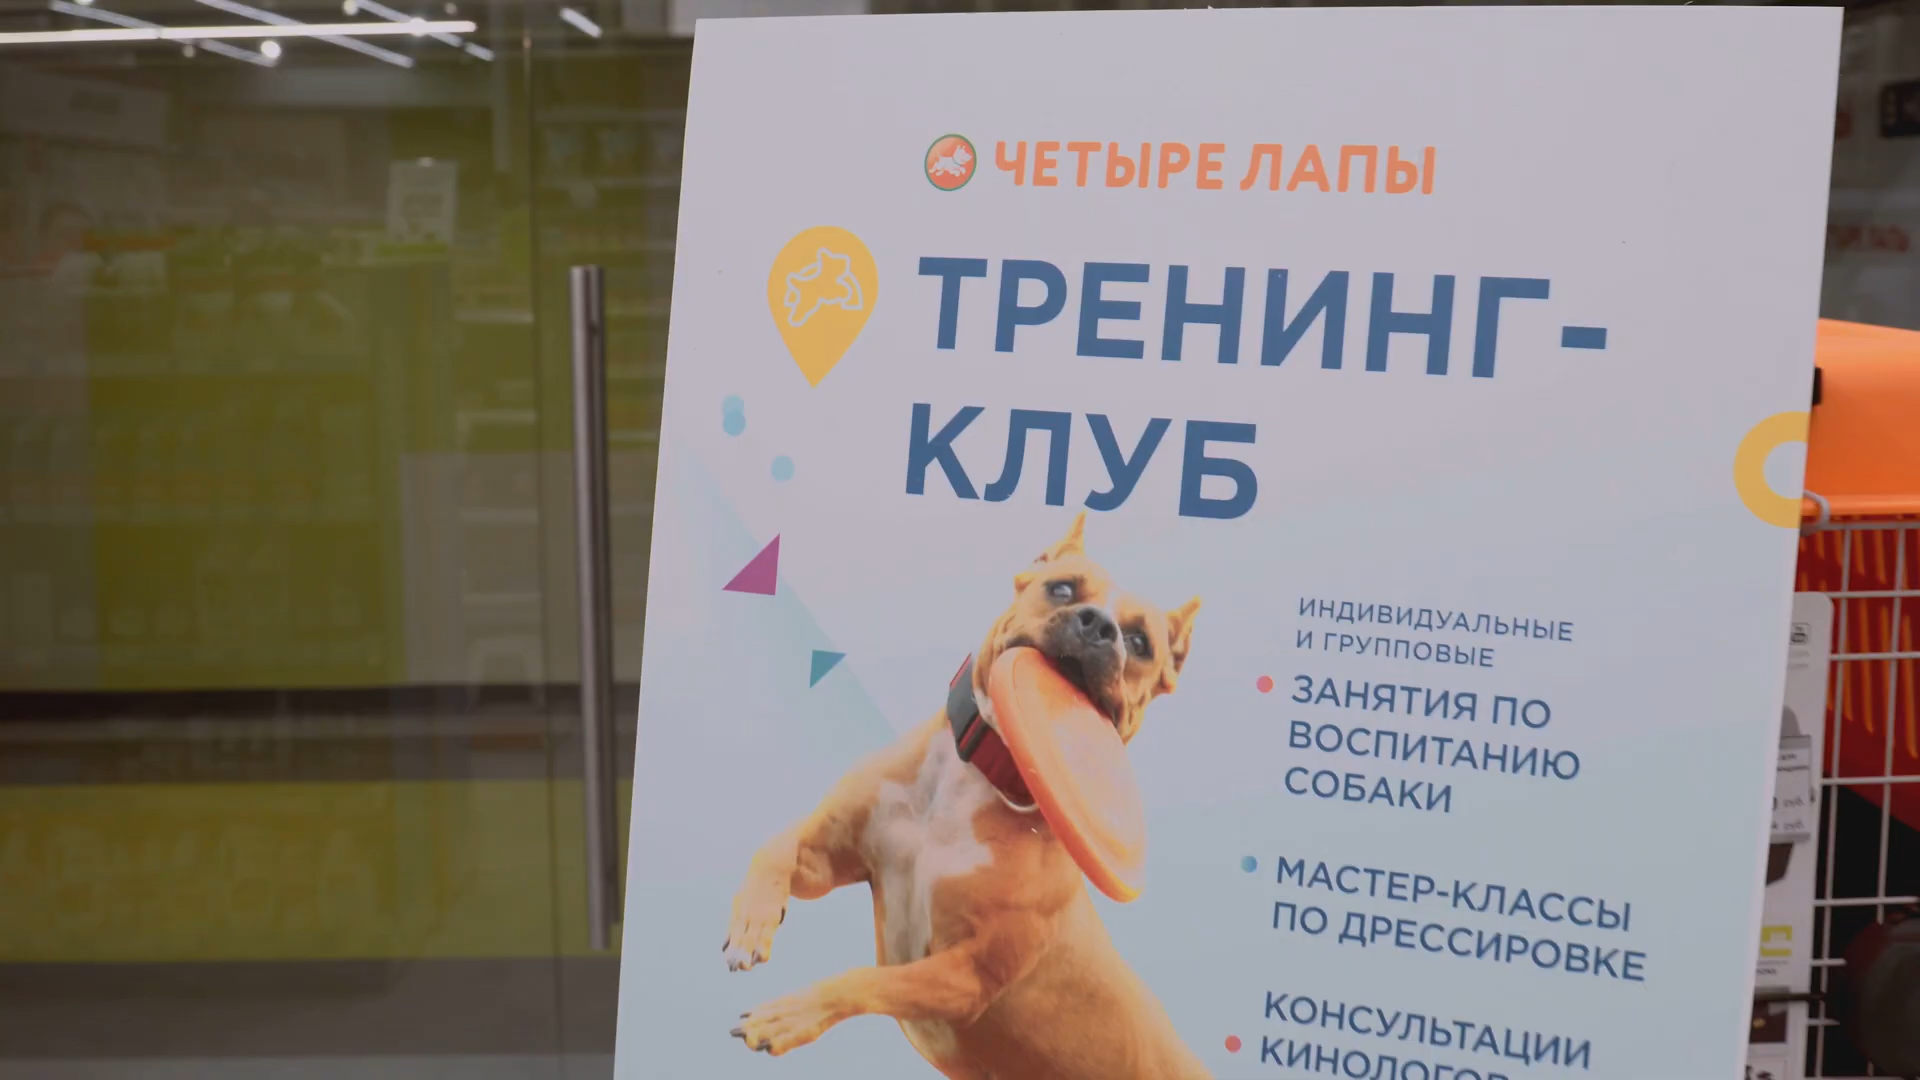 ЧЕТЫРЕ ЛАПЫ
ТРЕНИНГ-
КЛУБ
ИНДИВИДУАЛЬНЫЕ
И ГРУППОВЫЕ
ЗАНЯТИЯ ПО
ВОСПИТАНИЮ
СОБАКИ
МАСТЕР-КЛАССЫ
ПО ДРЕССИРОВКЕ
КОНСУЛЬТАЦИИ